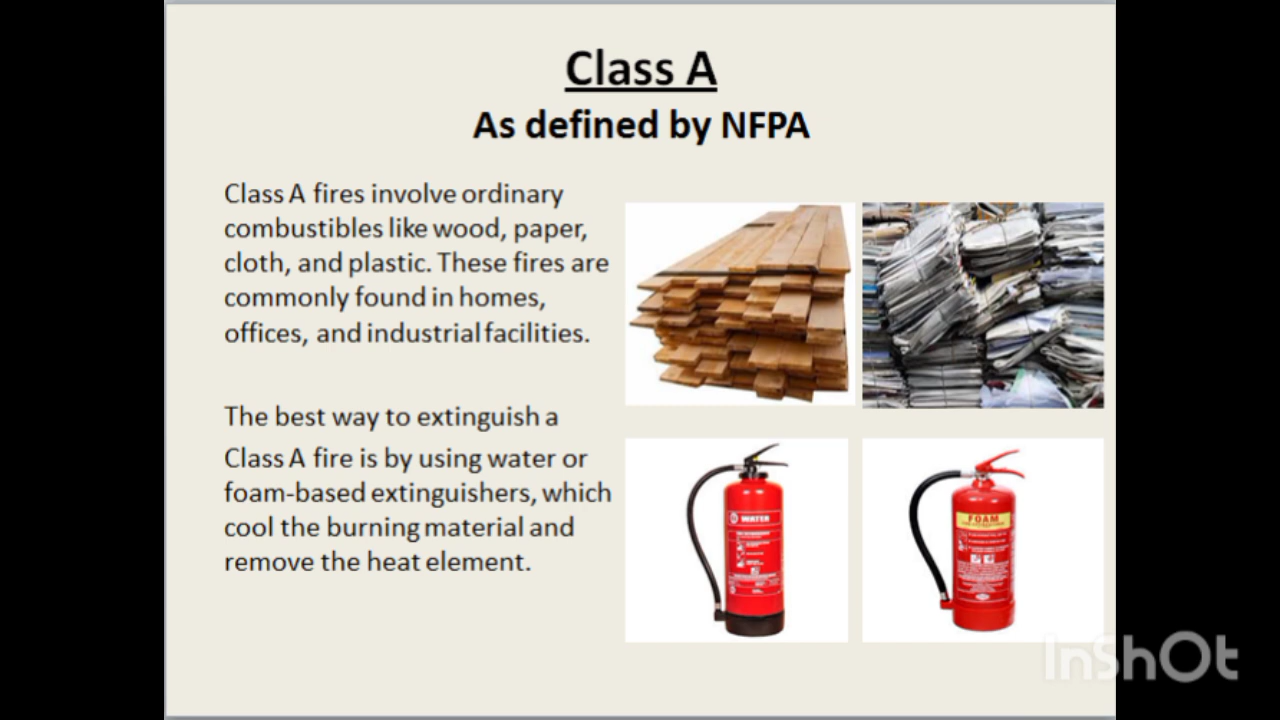 Class A
As defined by NFPA
Class A fires involve ordinary
combustibles like wood, paper,
cloth, and plastic. These fires are
commonly found in homes,
offices, and industrial facilities.
The best way to extinguish a
Class A fire is by using water or
foam-based extinguishers, which
cool the burning material and
remove the heat element.
WATER
FOAM
InShOt